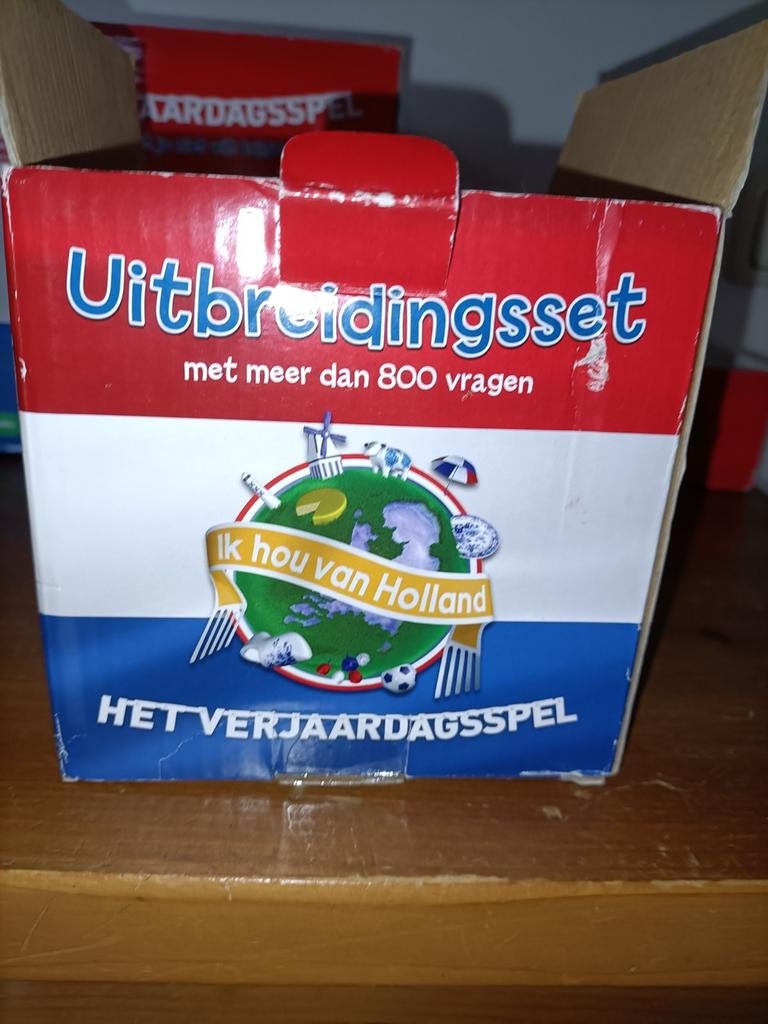 AARDAGSSPEL
Uitbreidingsset
met meer dan 800 vragen
Ik hou van Holland
HET VERJAARDAGSSPEL